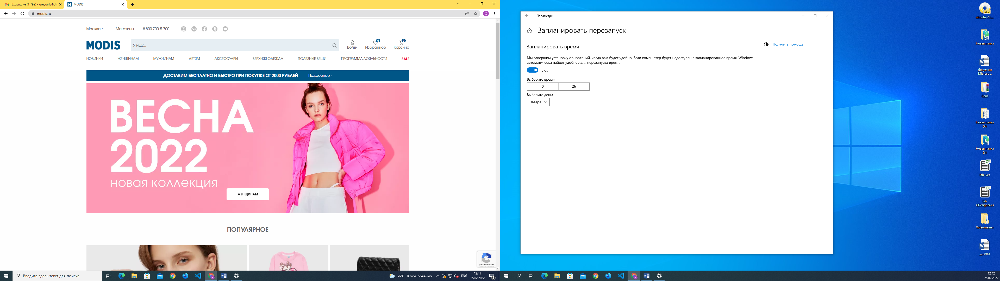 Входящие (1 799) - greygirl84@
MODIS
modis.ru
X
Москва
Магазины
8 800 700-5-700
MODIS
Я ищу...
Войти
0
Избранное
0
Корзина
НОВИНКИ
ЖЕНЩИНАМ
МУЖЧИНАМ
ДЕТЯМ
АКСЕССУАРЫ
ВЕРХНЯЯ ОДЕЖДА
ПОЛЕЗНЫЕ ВЕЩИ
ПРОГРАММА ЛОЯЛЬНОСТИ
SALE
ДОСТАВИМ БЕСПЛАТНО И БЫСТРО ПРИ ПОКУПКЕ ОТ 2000 РУБЛЕЙ
Подробнее ›
ВЕСНА
2022
НОВАЯ КОЛЛЕКЦИЯ
ЖЕНЩИНАМ
ПОПУЛЯРНОЕ
Введите здесь текст для поиска
-6°C В осн. облачно
ENG
12:41
25.02.2022
2
Параметры
Запланировать перезапуск
Запланировать время
Мы завершим установку обновлений, когда вам будет удобно. Если компьютер будет недоступен в запланированное время, Windows
автоматически найдет удобное для перезапуска время.
Вкл.
Выберите время:
0 26
Выберите день:
Завтра
Получить помощь
ISO
ubuntu-21....
Новая папка
Документ
Microso...
Сайт
Новая папка
(4)
Новая папка
(2)
C#
lab 4.cs
C#
lab
4.Designer.cs
Videomainer
,,,,.docx
12:42
25.02.2022